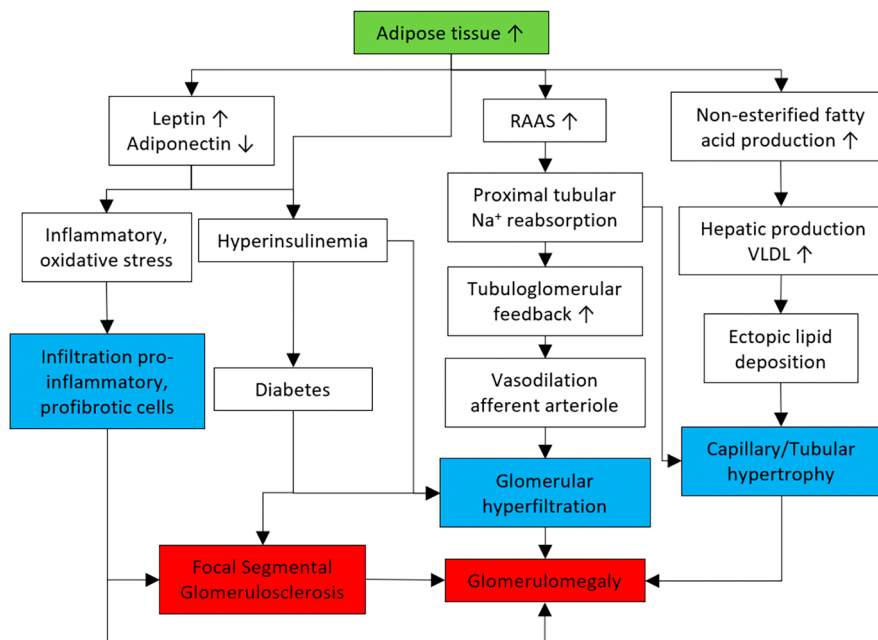 Adipose tissue ↑
Leptin ↑
Adiponectin ↓
RAAS ↑
Non-esterified fatty
acid production ↑
Inflammatory,
oxidative stress
Hyperinsulinemia
Proximal tubular
Na⁺ reabsorption
Hepatic production
VLDL ↑
Tubuloglomerular
feedback ↑
Ectopic lipid
deposition
Infiltration pro-
inflammatory,
profibrotic cells
Diabetes
Vasodilation
afferent arteriole
Capillary/Tubular
hypertrophy
Glomerular
hyperfiltration
Focal Segmental
Glomerulosclerosis
Glomerulomegaly